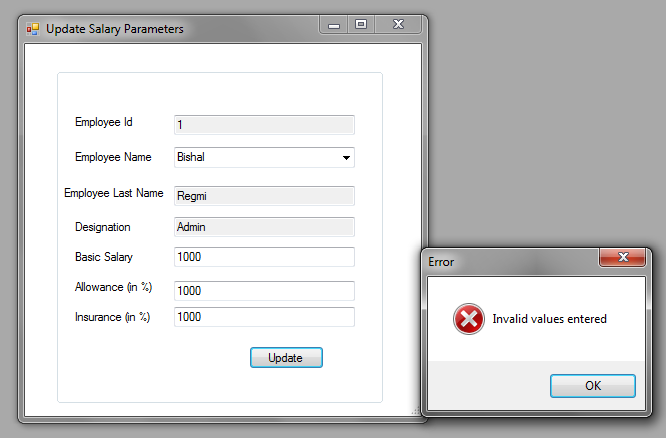 Update Salary Parameters
Employee Id 1
Employee Name Bishal
Employee Last Name Regmi
Designation Admin
Basic Salary 1000
Allowance (in %) 1000
Insurance (in %) 1000
Update
Error
Invalid values entered
OK